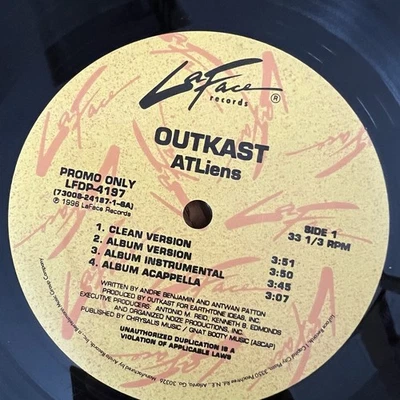 LaFace
records ®
OUTKAST
ATLiens
PROMO ONLY
LFDP-4197
(73008-24187-1-8A)
℗ 1996 LaFace Records
SIDE 1
33 1/3 RPM
1. CLEAN VERSION 3:51
2. ALBUM VERSION 3:50
3. ALBUM INSTRUMENTAL 3:45
4. ALBUM ACAPPELLA 3:07
WRITTEN BY ANDRE BENJAMIN AND ANTWAN PATTON
PRODUCED BY OUTKAST FOR EARTHTONE IDEAS, INC.
EXECUTIVE PRODUCERS: ANTONIO M. REID, KENNETH B. EDMONDS
AND ORGANIZED NOIZE PRODUCTIONS, INC.
PUBLISHED BY CHRYSALIS MUSIC / GNAT BOOTY MUSIC (ASCAP)
UNAUTHORIZED DUPLICATION IS A
VIOLATION OF APPLICABLE LAWS